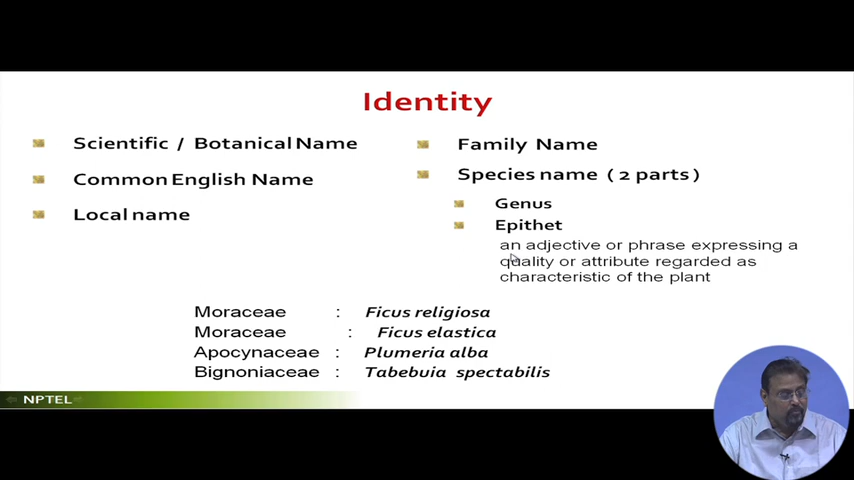 Identity
Scientific / Botanical Name
Common English Name
Local name
Family Name
Species name ( 2 parts )
Genus
Epithet
an adjective or phrase expressing a
quality or attribute regarded as
characteristic of the plant
Moraceae : Ficus religiosa
Moraceae : Ficus elastica
Apocynaceae : Plumeria alba
Bignoniaceae : Tabebuia spectabilis
NPTEL